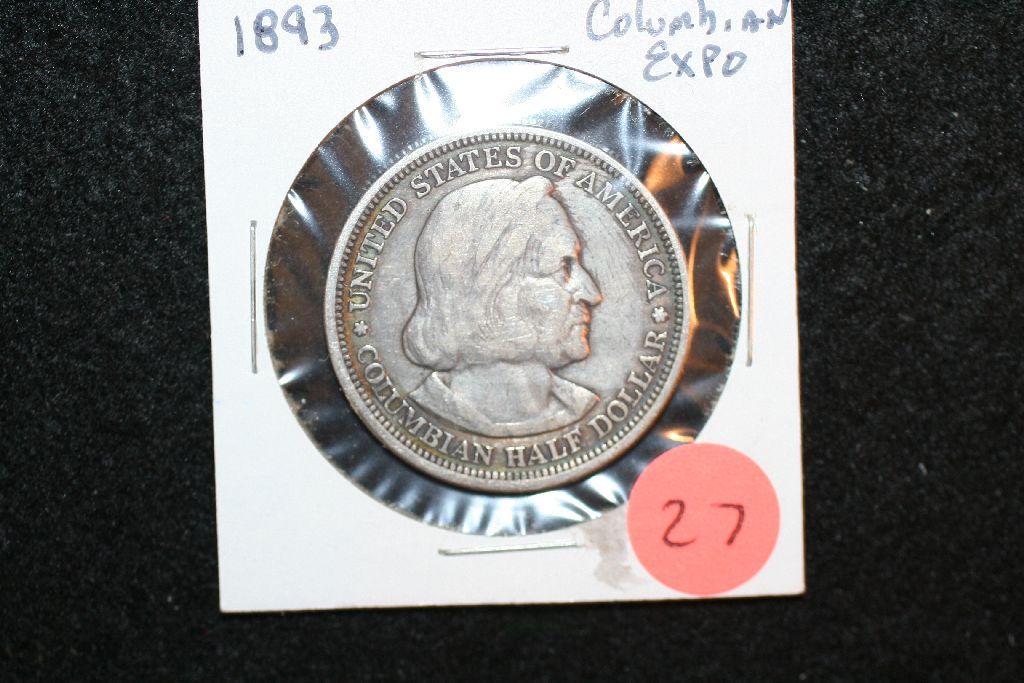 1893
Columbian
Expo
UNITED STATES OF AMERICA
COLUMBIAN HALF DOLLAR
27